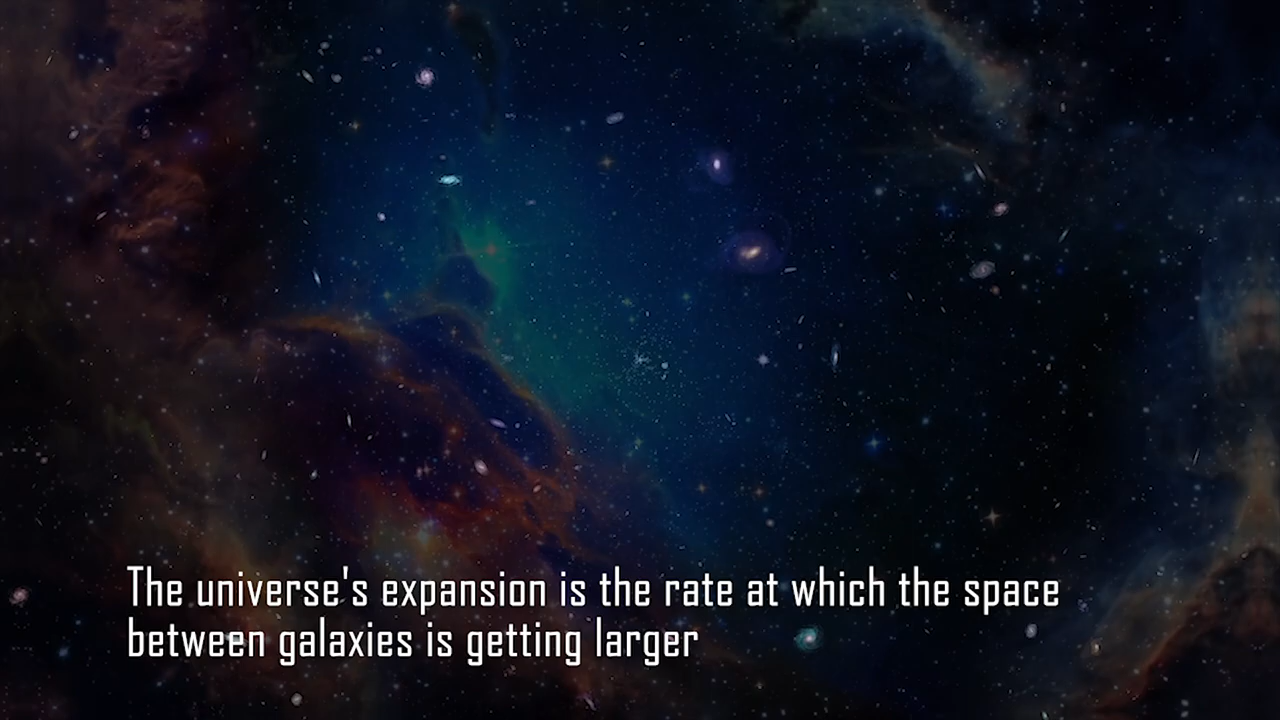 The universe's expansion is the rate at which the space
between galaxies is getting larger